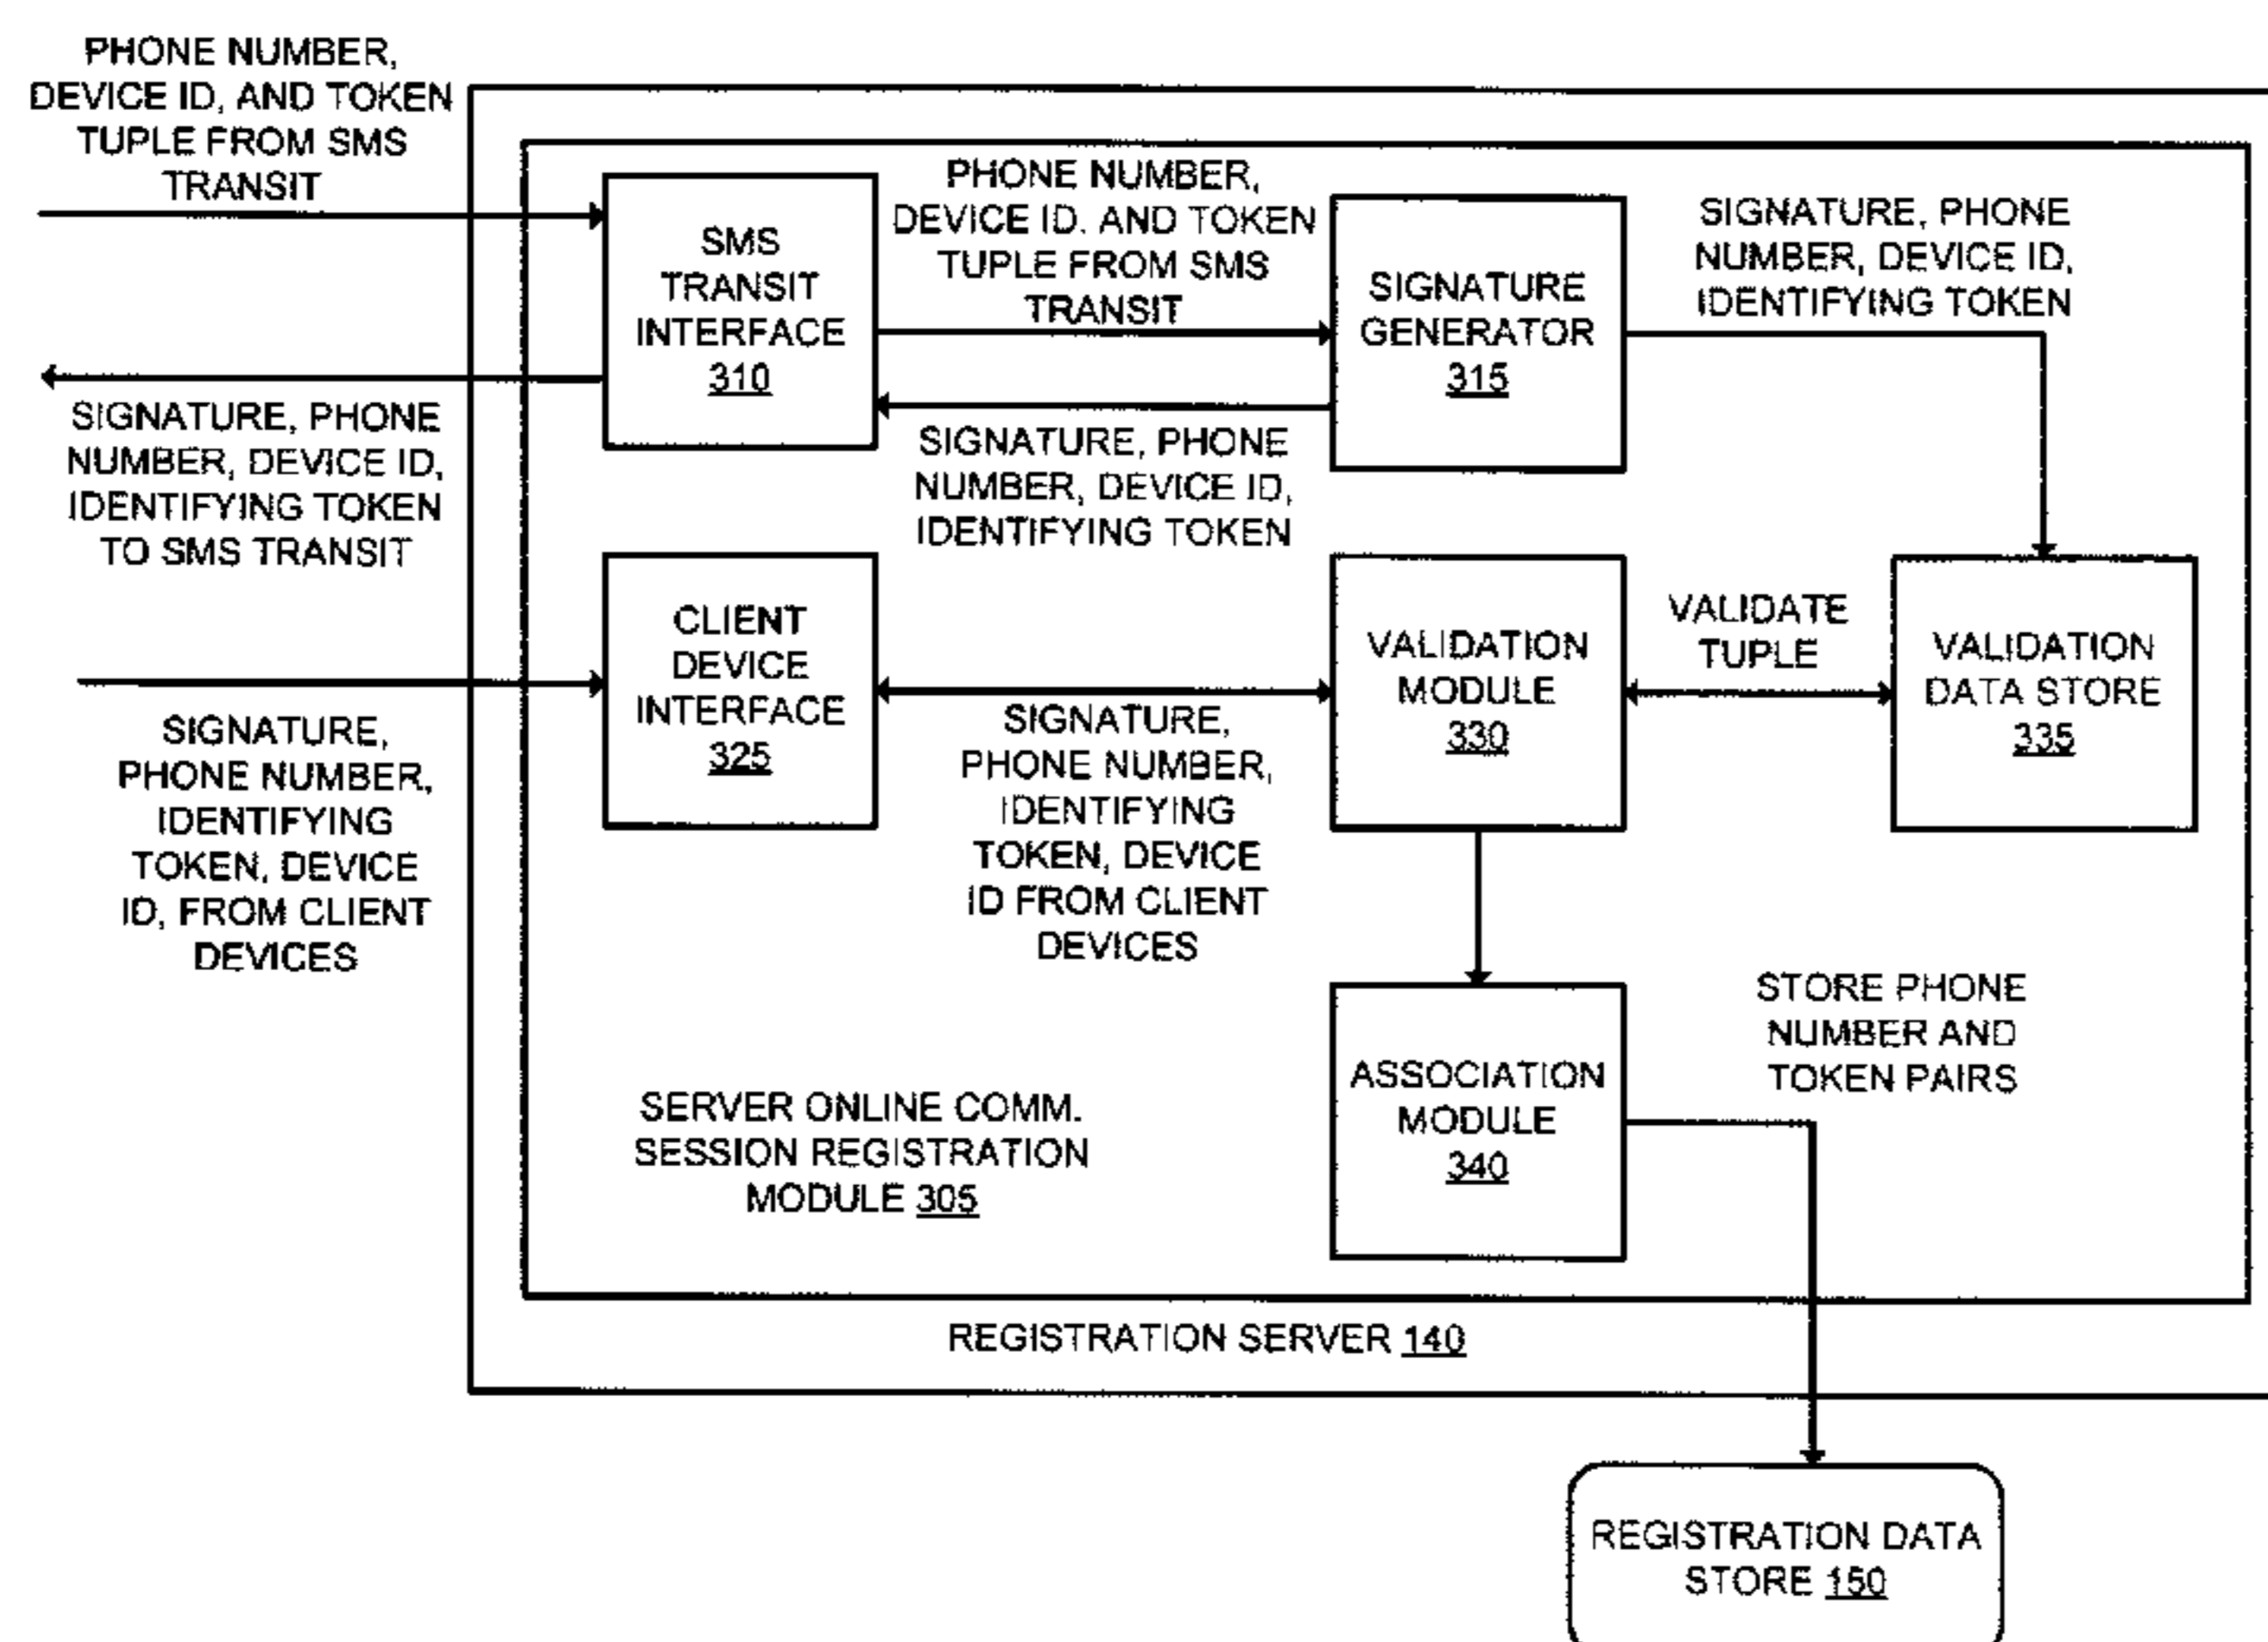 PHONE NUMBER,
DEVICE ID, AND TOKEN
TUPLE FROM SMS
TRANSIT
SMS
TRANSIT
INTERFACE
310
PHONE NUMBER,
DEVICE ID, AND TOKEN
TUPLE FROM SMS
TRANSIT
SIGNATURE
GENERATOR
315
SIGNATURE, PHONE
NUMBER, DEVICE ID,
IDENTIFYING TOKEN
SIGNATURE, PHONE
NUMBER, DEVICE ID,
IDENTIFYING TOKEN
TO SMS TRANSIT
SIGNATURE, PHONE
NUMBER, DEVICE ID,
IDENTIFYING TOKEN
CLIENT
DEVICE
INTERFACE
325
VALIDATION
MODULE
330
VALIDATE
TUPLE
VALIDATION
DATA STORE
335
SIGNATURE,
PHONE NUMBER,
IDENTIFYING
TOKEN, DEVICE
ID, FROM CLIENT
DEVICES
SIGNATURE,
PHONE NUMBER,
IDENTIFYING
TOKEN, DEVICE
ID FROM CLIENT
DEVICES
ASSOCIATION
MODULE
340
STORE PHONE
NUMBER AND
TOKEN PAIRS
SERVER ONLINE COMM.
SESSION REGISTRATION
MODULE 305
REGISTRATION SERVER 140
REGISTRATION DATA
STORE 150